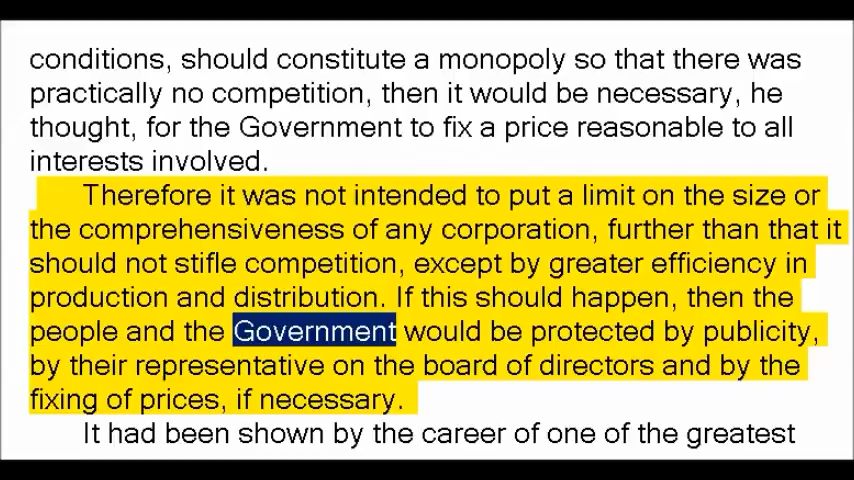 conditions, should constitute a monopoly so that there was
practically no competition, then it would be necessary, he
thought, for the Government to fix a price reasonable to all
interests involved.
Therefore it was not intended to put a limit on the size or
the comprehensiveness of any corporation, further than that it
should not stifle competition, except by greater efficiency in
production and distribution. If this should happen, then the
people and the Government would be protected by publicity,
by their representative on the board of directors and by the
fixing of prices, if necessary.
It had been shown by the career of one of the greatest